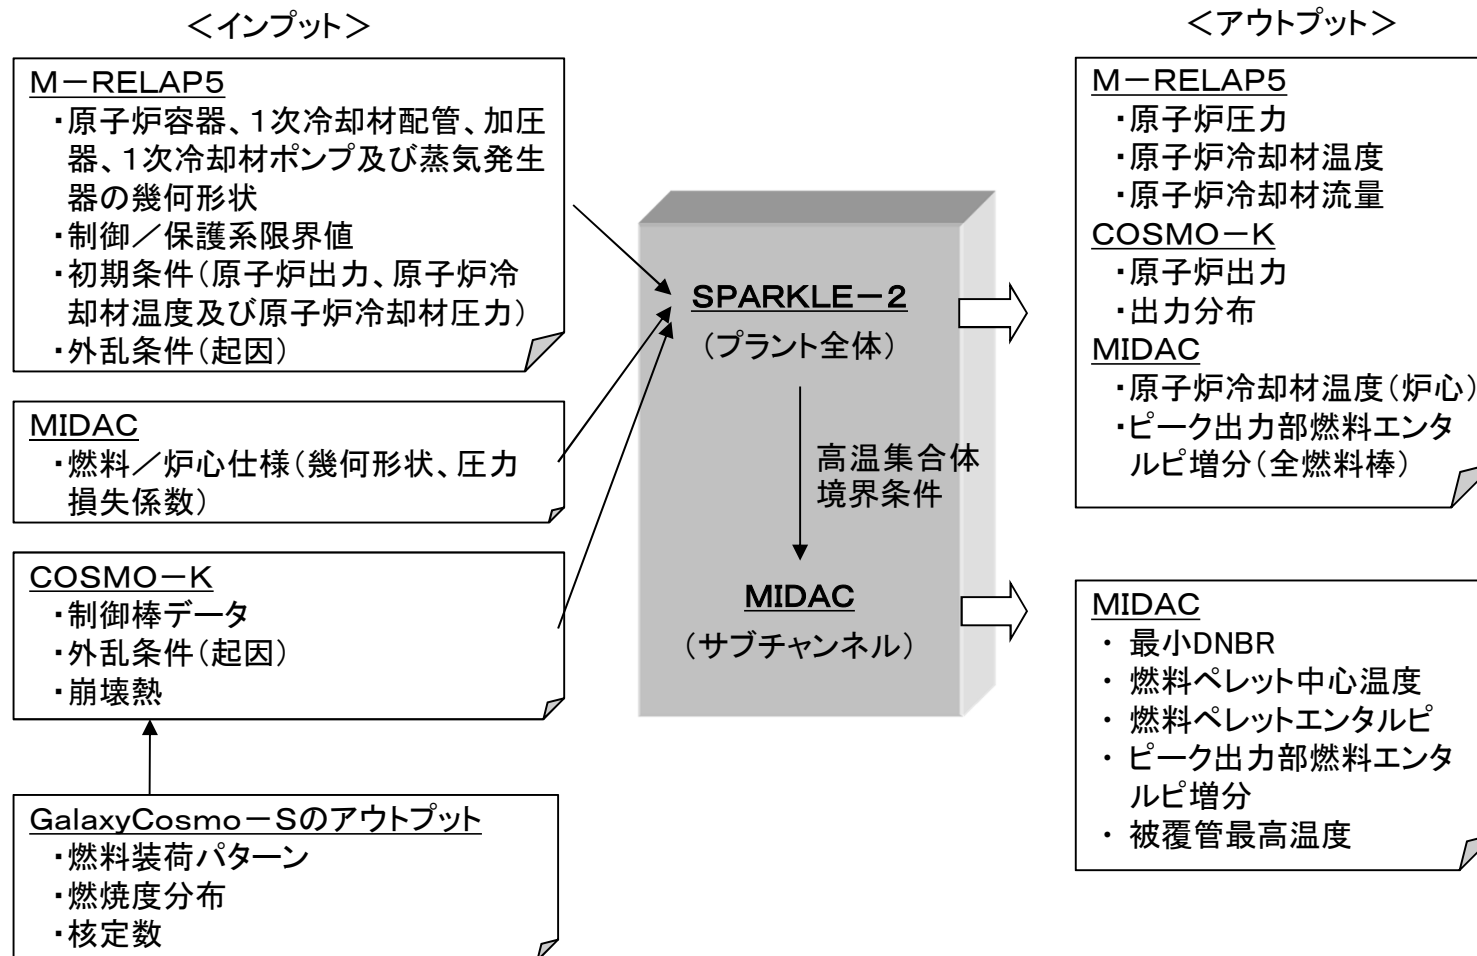 ＜インプット＞
M－RELAP5
・原子炉容器、1次冷却材配管、加圧
器、1次冷却材ポンプ及び蒸気発生
器の幾何形状
・制御／保護系限界値
・初期条件（原子炉出力、原子炉冷
却材温度及び原子炉冷却材圧力）
・外乱条件（起因）
MIDAC
・燃料／炉心仕様（幾何形状、圧力
損失係数）
COSMO－K
・制御棒データ
・外乱条件（起因）
・崩壊熱
GalaxyCosmo－Sのアウトプット
・燃料装荷パターン
・燃焼度分布
・核定数
SPARKLE－2
（プラント全体）
高温集合体
境界条件
MIDAC
（サブチャンネル）
＜アウトプット＞
M－RELAP5
・原子炉圧力
・原子炉冷却材温度
・原子炉冷却材流量
COSMO－K
・原子炉出力
・出力分布
MIDAC
・原子炉冷却材温度（炉心）
・ピーク出力部燃料エンタ
ルピ増分（全燃料棒）
MIDAC
・ 最小DNBR
・ 燃料ペレット中心温度
・ 燃料ペレットエンタルピ
・ ピーク出力部燃料エンタ
ルピ増分
・ 被覆管最高温度